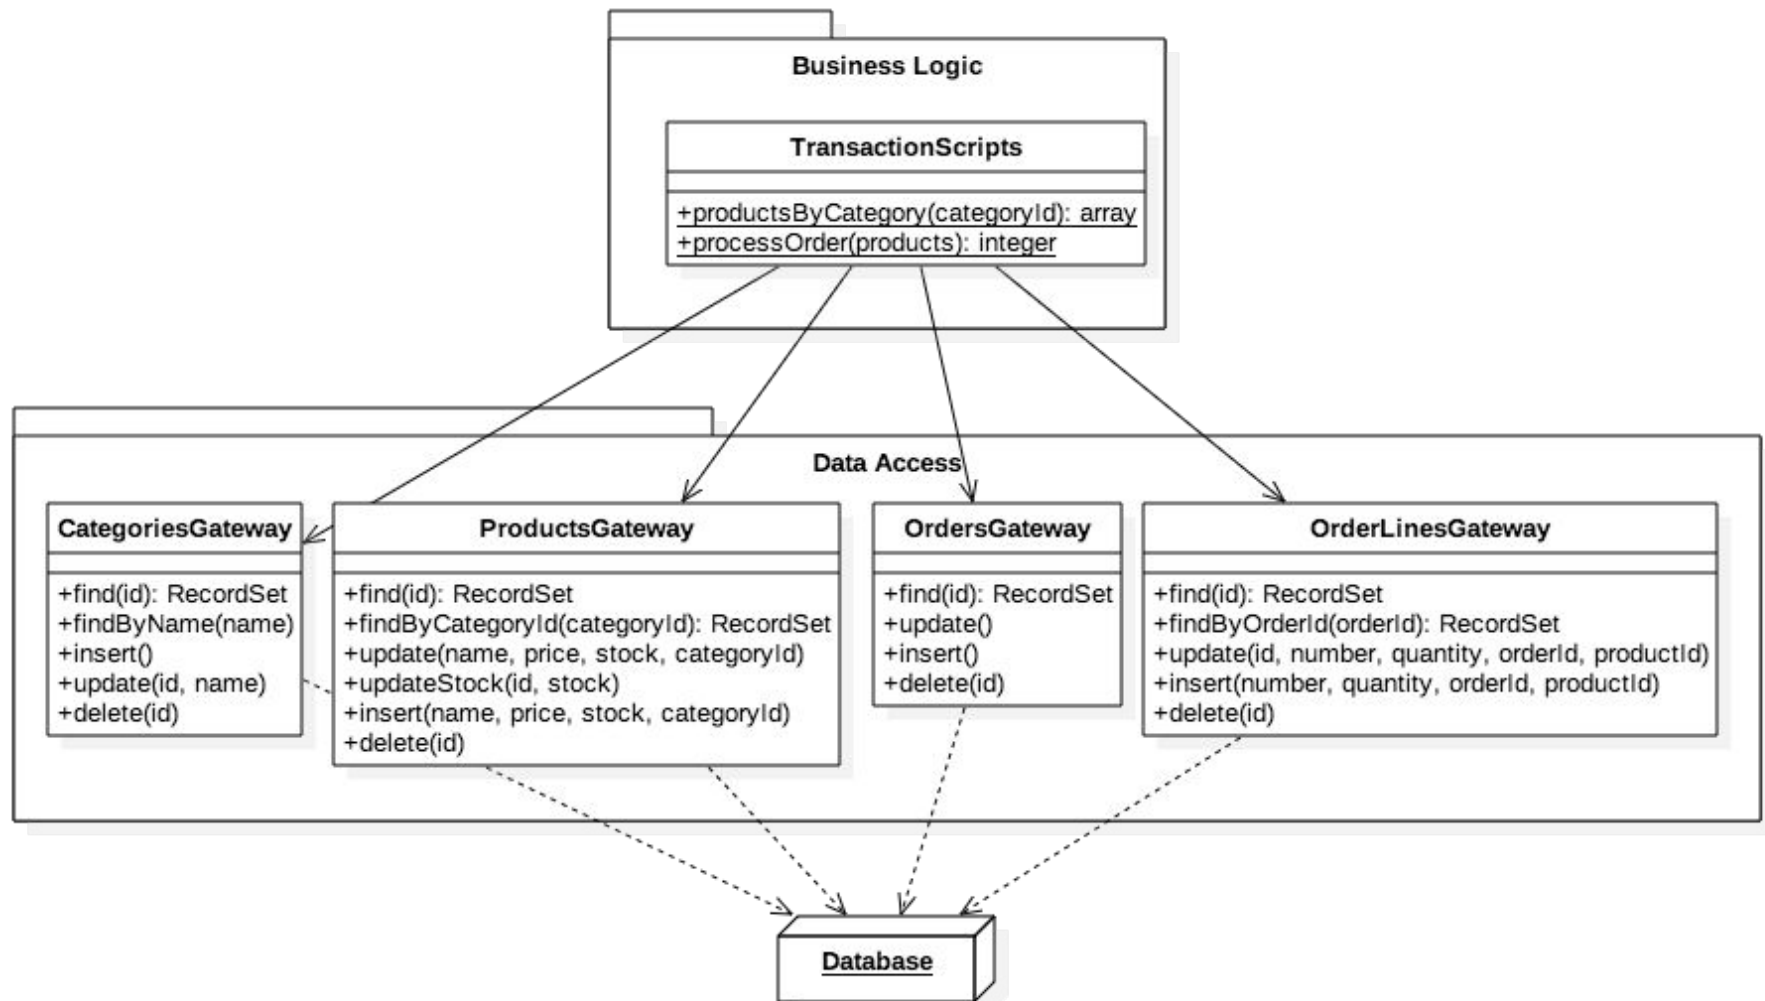 Business Logic
TransactionScripts
+productsByCategory(categoryId): array
+processOrder(products): integer
Data Access
CategoriesGateway
+find(id): RecordSet
+findByName(name)
+insert()
+update(id, name)
+delete(id)
ProductsGateway
+find(id): RecordSet
+findByCategoryId(categoryId): RecordSet
+update(name, price, stock, categoryId)
+updateStock(id, stock)
+insert(name, price, stock, categoryId)
+delete(id)
OrdersGateway
+find(id): RecordSet
+update()
+insert()
+delete(id)
OrderLinesGateway
+find(id): RecordSet
+findByOrderId(orderId): RecordSet
+update(id, number, quantity, orderId, productId)
+insert(number, quantity, orderId, productId)
+delete(id)
Database